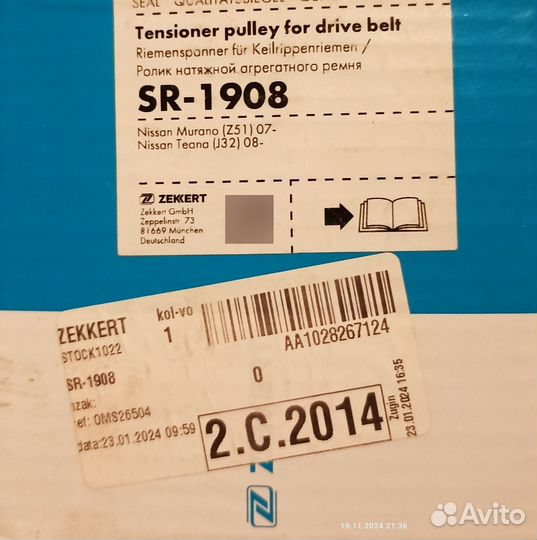 SEAL
QUALITÄTSSIEGEL
Tensioner pulley for drive belt
Riemenspanner für Keilrippenriemen /
Ролик натяжной агрегатного ремня
SR-1908
Nissan Murano (Z51) 07-
Nissan Teana (J32) 08-
ZEKKERT
Zekkert GmbH
Zeppelinstr. 73
81669 München
Deutschland
ZEKKERT
kol-vo
STOCK1022
1
AA1028267124
SR-1908
0
zak:
ref: OMS26504
data:23.01.2024 09:59
2.C.2014
Zugin
23.01.2024 16:35
19.11.2024 21:36
Avito